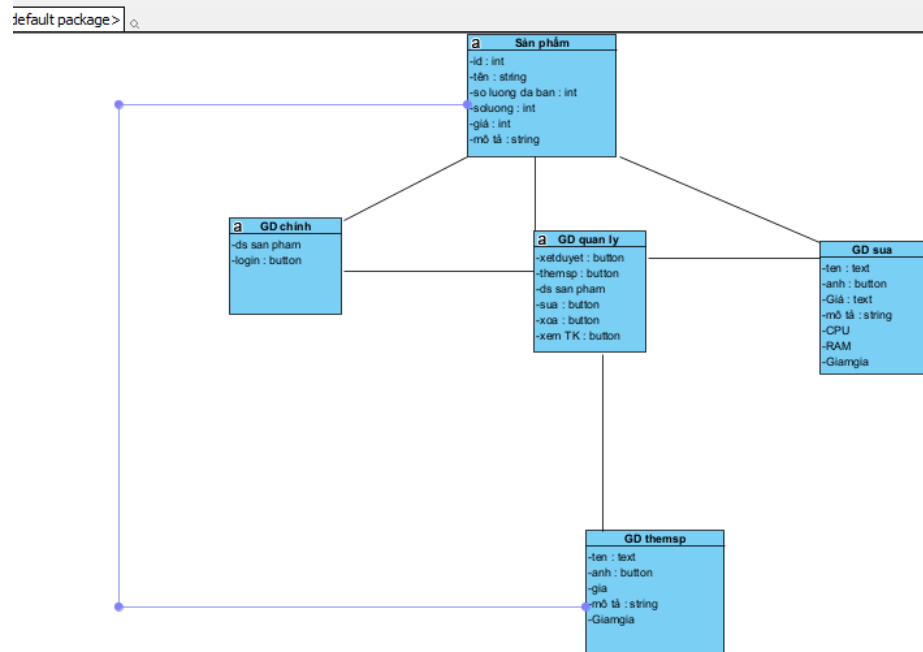 default package>
a Sản phẩm
-id : int
-tên : string
-so luong da ban : int
-soluong : int
-giá : int
-mô tả : string
a GD chinh
-ds san pham
-login : button
a GD quan ly
-xetduyet : button
-themsp : button
-ds san pham
-sua : button
-xoa : button
-xem TK : button
GD sua
-ten : text
-anh : button
-Giá : text
-mô tả : string
-CPU
-RAM
-Giamgia
GD themsp
-ten : text
-anh : button
-gia
-mô tả : string
-Giamgia